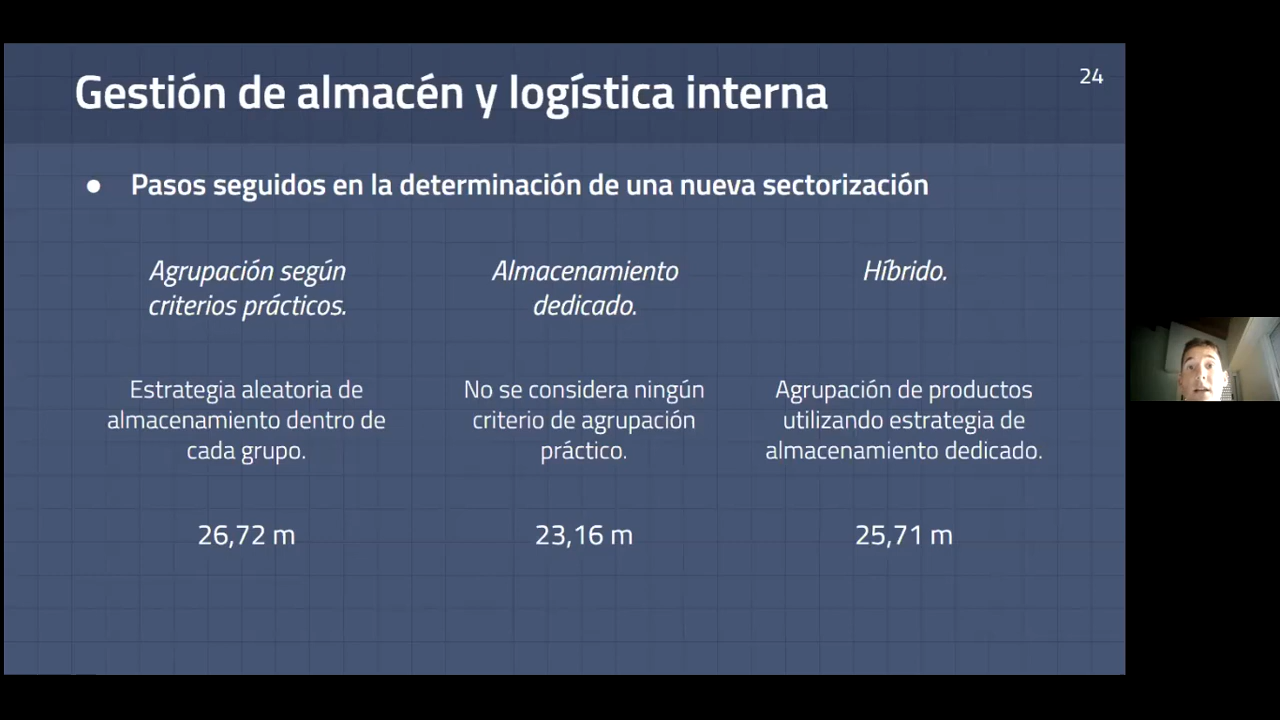 Gestión de almacén y logística interna
24
● Pasos seguidos en la determinación de una nueva sectorización
Agrupación según
criterios prácticos.
Estrategia aleatoria de
almacenamiento dentro de
cada grupo.
26,72 m
Almacenamiento
dedicado.
No se considera ningún
criterio de agrupación
práctico.
23,16 m
Híbrido.
Agrupación de productos
utilizando estrategia de
almacenamiento dedicado.
25,71 m